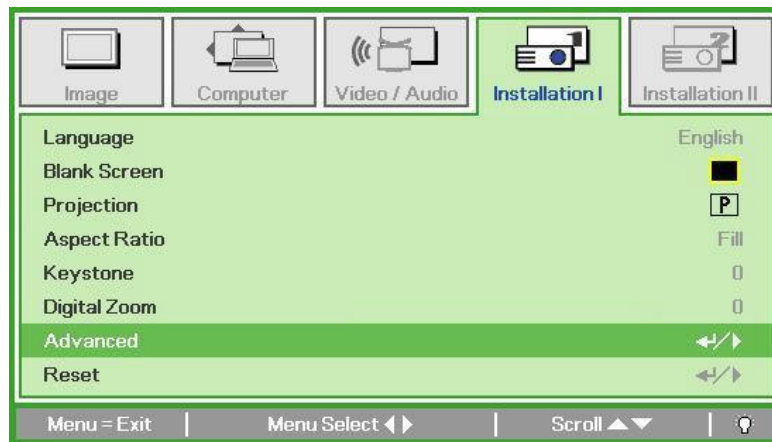 Image Computer Video / Audio Installation I Installation II
Language English
Blank Screen
Projection P
Aspect Ratio Fill
Keystone 0
Digital Zoom 0
Advanced
Reset
Menu = Exit Menu Select Scroll